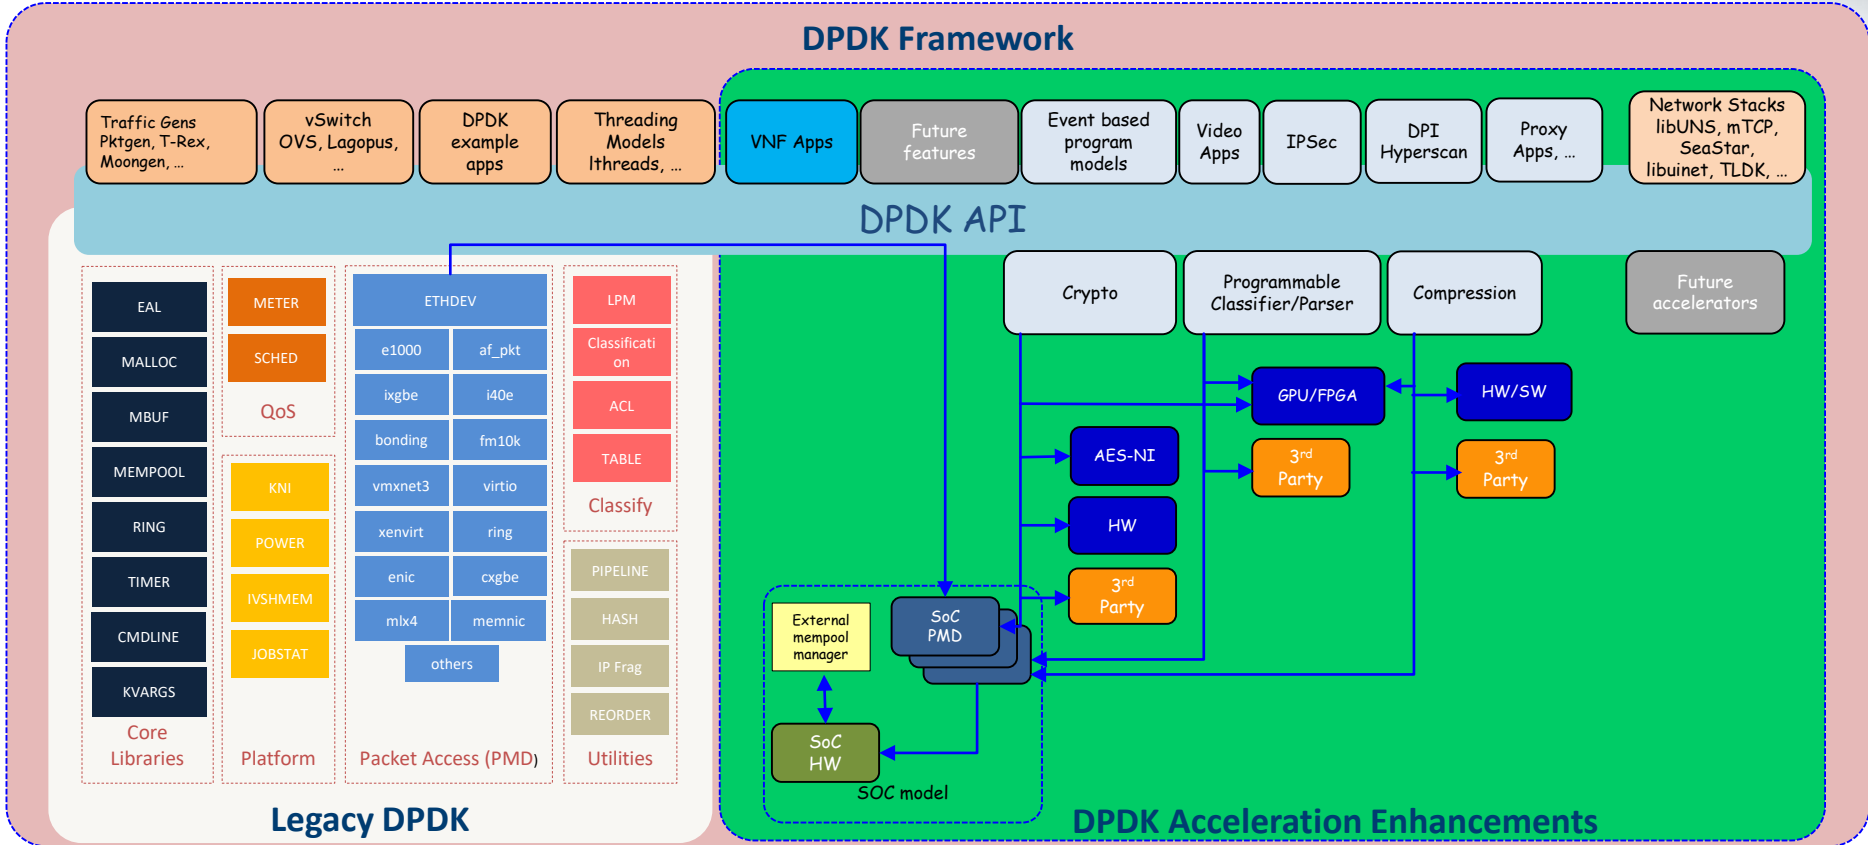 DPDK Framework
Traffic Gens
Pktgen, T-Rex,
Moongen, ...
vSwitch
OVS, Lagopus,
...
DPDK
example
apps
Threading
Models
lthreads, ...
VNF Apps
Future
features
Event based
program
models
Video
Apps
IPSec
DPI
Hyperscan
Proxy
Apps, ...
Network Stacks
libUNS, mTCP,
SeaStar,
libuinet, TLDK, ...
DPDK API
EAL
MALLOC
MBUF
MEMPOOL
RING
TIMER
CMDLINE
KVARGS
Core
Libraries
METER
SCHED
QoS
KNI
POWER
IVSHMEM
JOBSTAT
Platform
ETHDEV
e1000
af_pkt
ixgbe
i40e
bonding
fm10k
vmxnet3
virtio
xenvirt
ring
enic
cxgbe
mlx4
memnic
others
Packet Access (PMD)
LPM
Classificati
on
ACL
TABLE
Classify
PIPELINE
HASH
IP Frag
REORDER
Utilities
Legacy DPDK
Crypto
Programmable
Classifier/Parser
Compression
Future
accelerators
GPU/FPGA
HW/SW
AES-NI
3rd
Party
3rd
Party
HW
3rd
Party
External
mempool
manager
SoC
PMD
SoC
HW
SOC model
DPDK Acceleration Enhancements